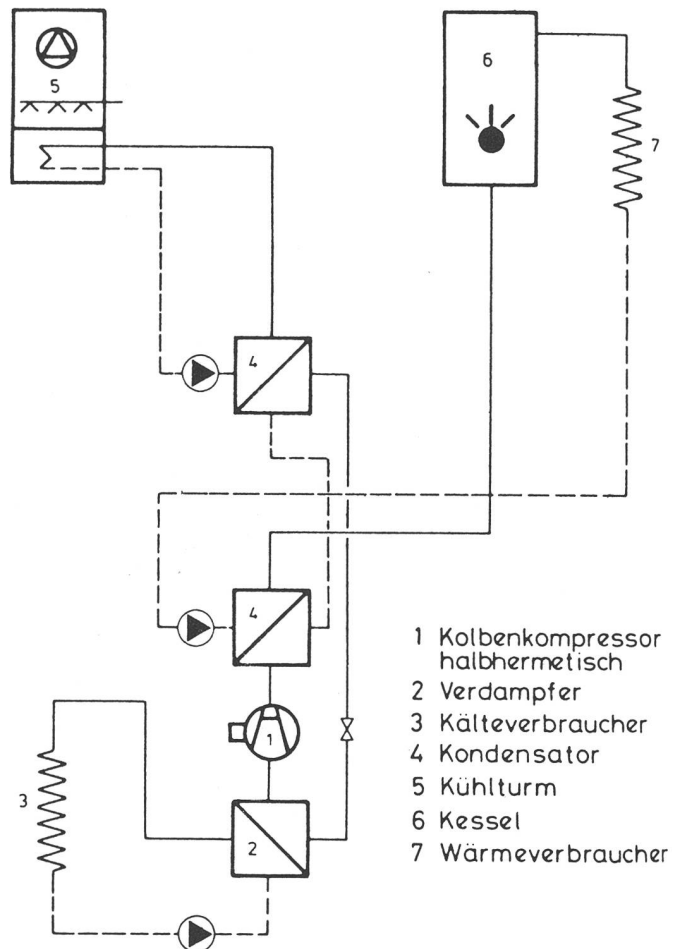 5
6
7
4
4
1
3
2
1 Kolbenkompressor
halbhermetisch
2 Verdampfer
3 Kälteverbraucher
4 Kondensator
5 Kühlturm
6 Kessel
7 Wärmeverbraucher